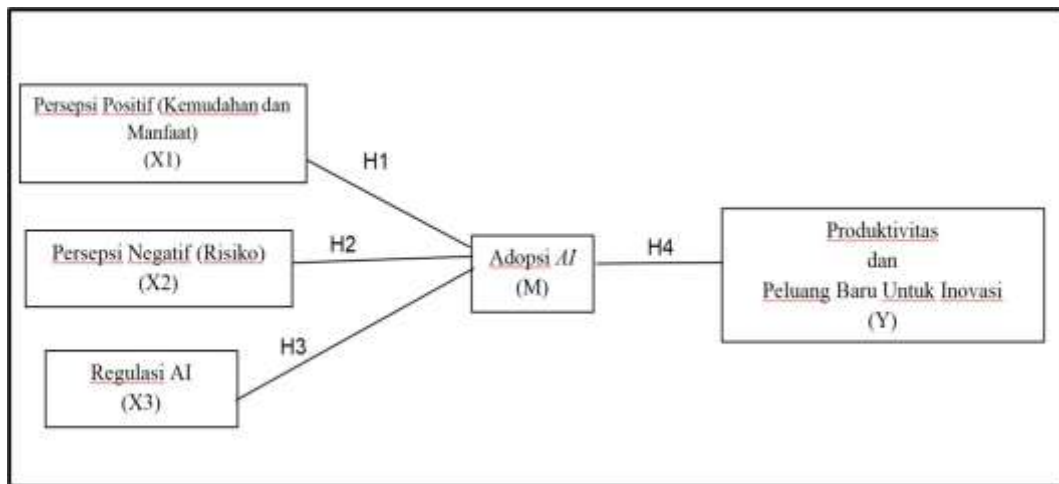 Persepsi Positif (Kemudahan dan
Manfaat)
(X1)
H1
Persepsi Negatif (Risiko)
(X2)
H2
Regulasi AI
(X3)
H3
Adopsi AI
(M)
H4
Produktivitas
dan
Peluang Baru Untuk Inovasi
(Y)